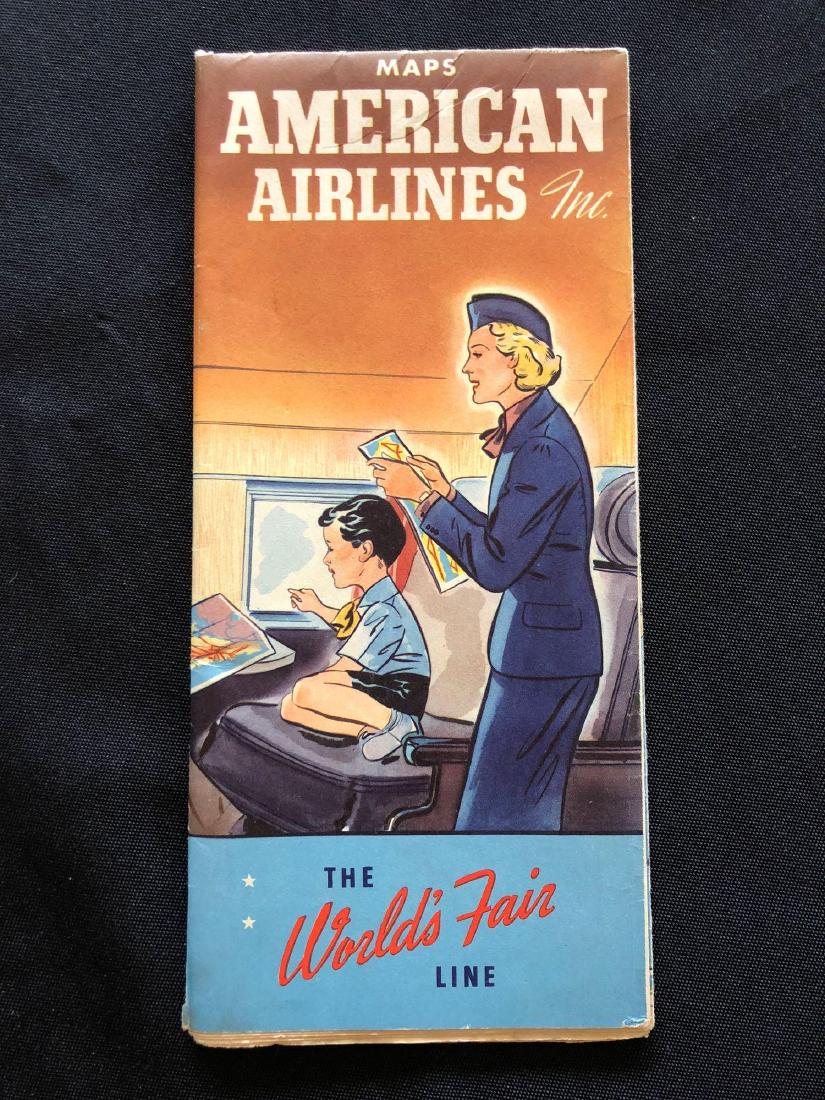 MAPS
AMERICAN
AIRLINES Inc.
THE
World's Fair
LINE